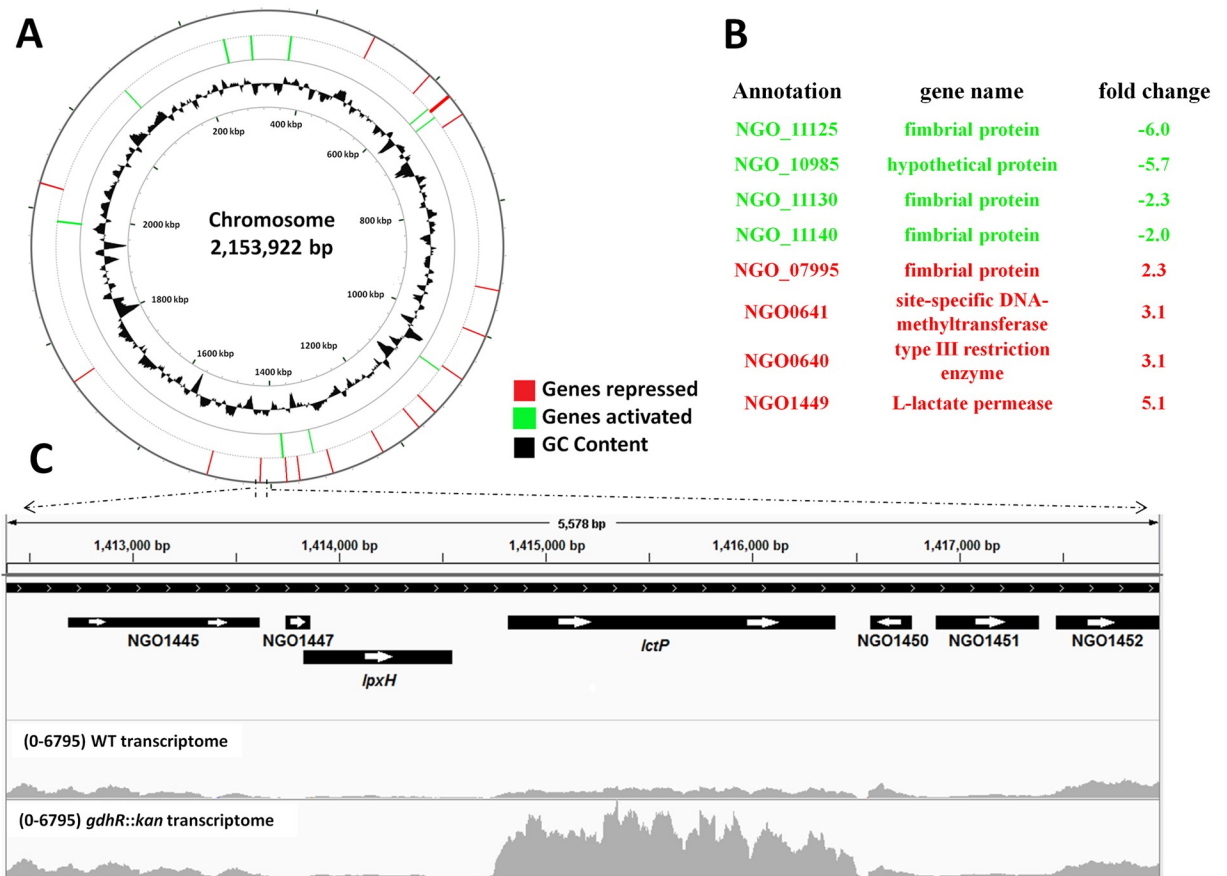 A
200 kbp
400 kbp
600 kbp
800 kbp
1000 kbp
1200 kbp
1400 kbp
1600 kbp
1800 kbp
2000 kbp
Chromosome
2,153,922 bp
Genes repressed
Genes activated
GC Content
B
Annotation gene name fold change
NGO_11125 fimbrial protein -6.0
NGO_10985 hypothetical protein -5.7
NGO_11130 fimbrial protein -2.3
NGO_11140 fimbrial protein -2.0
NGO_07995 fimbrial protein 2.3
NGO0641 site-specific DNA-
methyltransferase 3.1
NGO0640 type III restriction
enzyme 3.1
NGO1449 L-lactate permease 5.1
C
5,578 bp
1,413,000 bp 1,414,000 bp 1,415,000 bp 1,416,000 bp 1,417,000 bp
NGO1445 NGO1447 lctP NGO1450 NGO1451 NGO1452
lpxH
(0-6795) WT transcriptome
(0-6795) gdhR::kan transcriptome